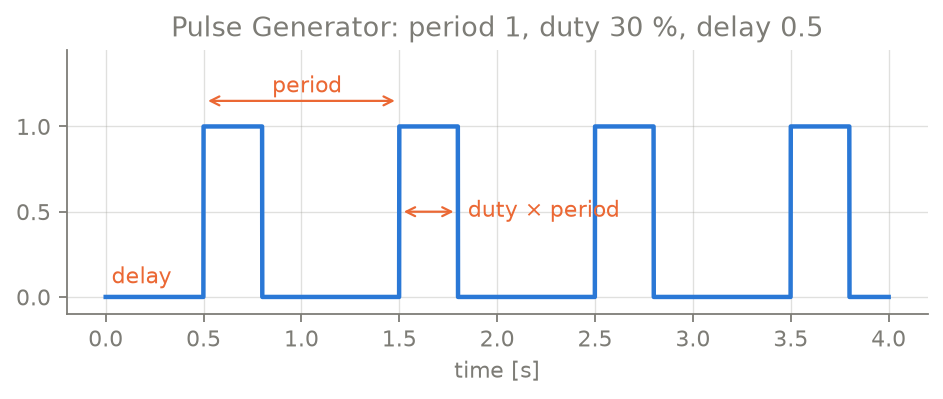 Pulse Generator: period 1, duty 30 %, delay 0.5
period
1.0
duty × period
0.5
delay
0.0
0.0 0.5 1.0 1.5 2.0 2.5 3.0 3.5 4.0
time [s]